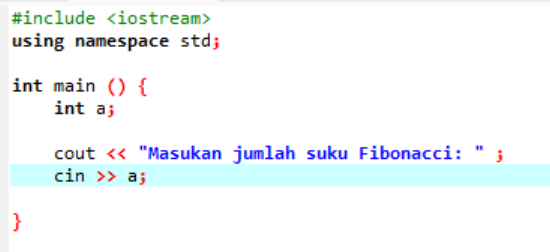 #include <iostream>
using namespace std;
int main () {
int a;
cout << "Masukan jumlah suku Fibonacci: " ;
cin >> a;
}